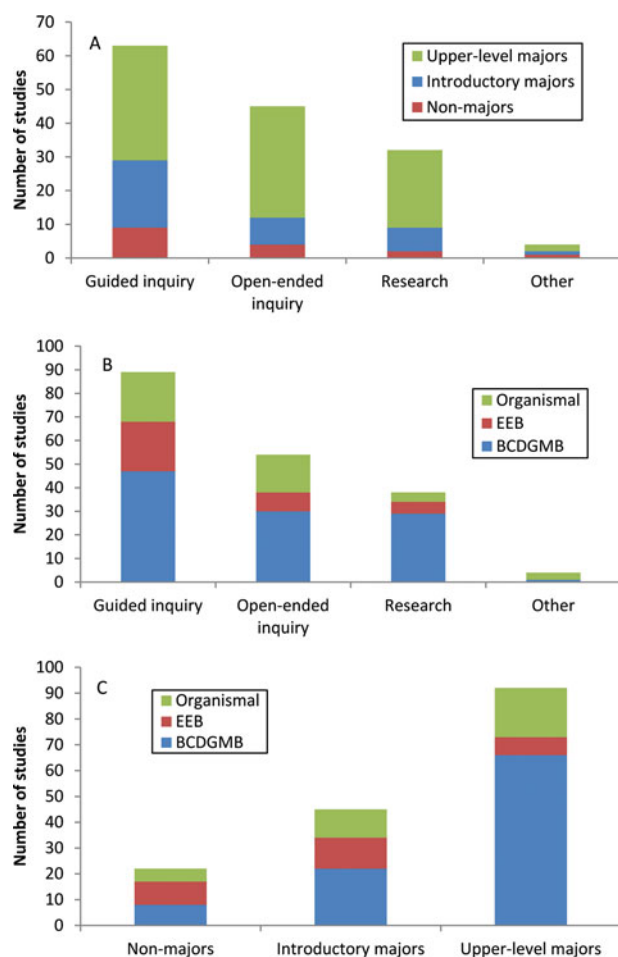 A
Number of studies
70
60
50
40
30
20
10
0
Upper-level majors
Introductory majors
Non-majors
Guided inquiry
Open-ended
inquiry
Research
Other
B
Number of studies
100
90
80
70
60
50
40
30
20
10
0
Organismal
EEB
BCDGMB
Guided inquiry
Open-ended
inquiry
Research
Other
C
Number of studies
100
90
80
70
60
50
40
30
20
10
0
Organismal
EEB
BCDGMB
Non-majors
Introductory majors
Upper-level majors